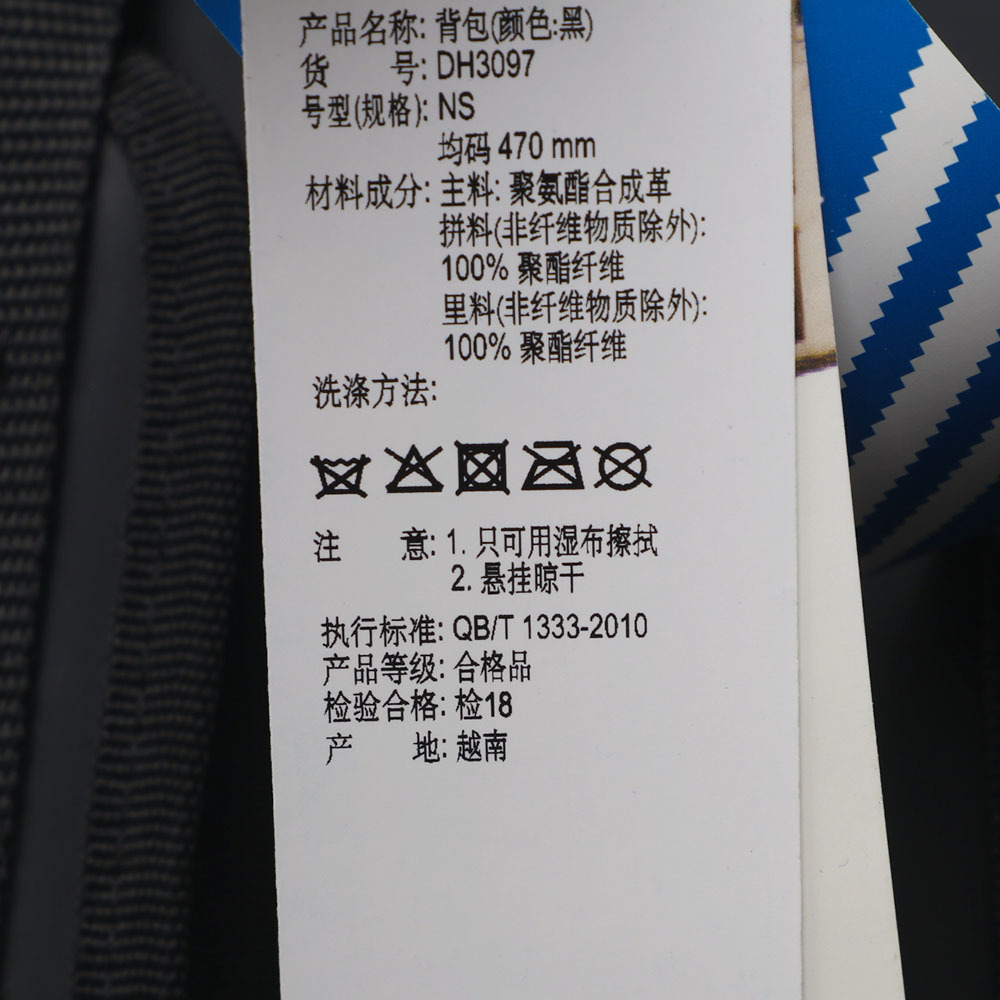 产品名称: 背包(颜色:黑)
货 号: DH3097
号型(规格): NS
均码 470 mm
材料成分: 主料: 聚氨酯合成革
拼料(非纤维物质除外):
100% 聚酯纤维
里料(非纤维物质除外):
100% 聚酯纤维
洗涤方法:
注 意: 1. 只可用湿布擦拭
2. 悬挂晾干
执行标准: QB/T 1333-2010
产品等级: 合格品
检验合格: 检18
产 地: 越南